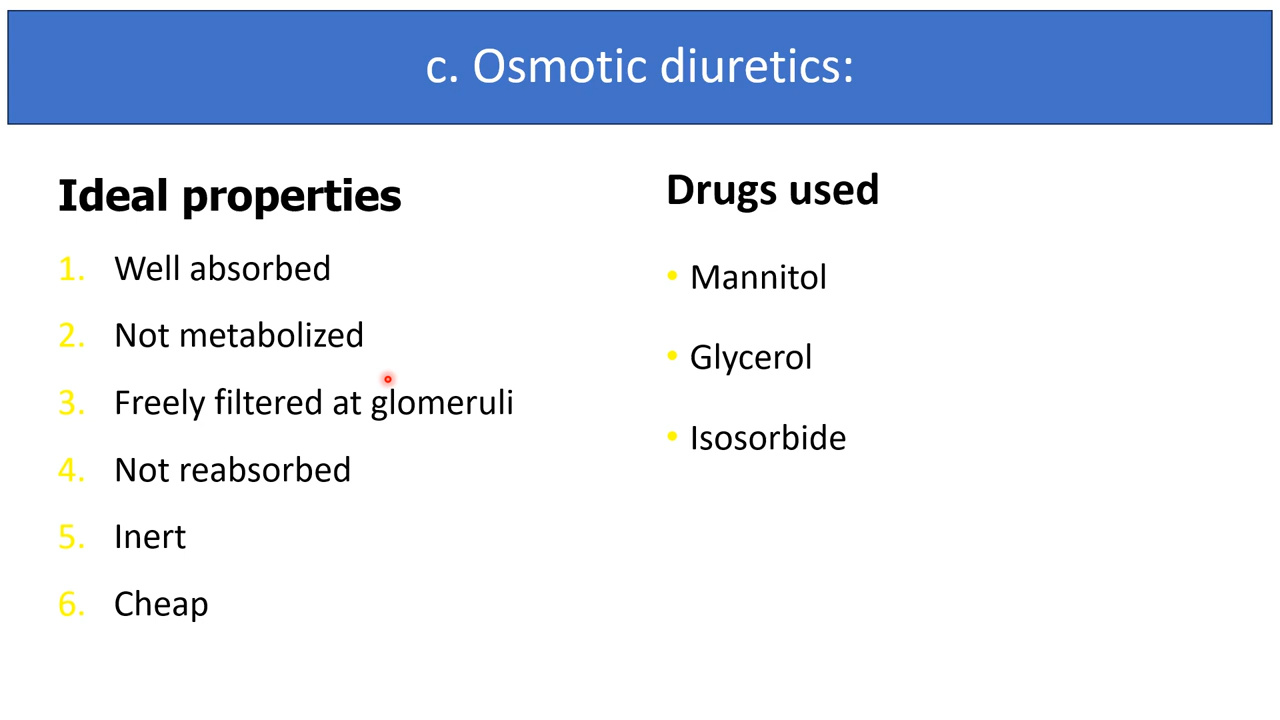 c. Osmotic diuretics:
Ideal properties
1. Well absorbed
2. Not metabolized
3. Freely filtered at glomeruli
4. Not reabsorbed
5. Inert
6. Cheap
Drugs used
• Mannitol
• Glycerol
• Isosorbide